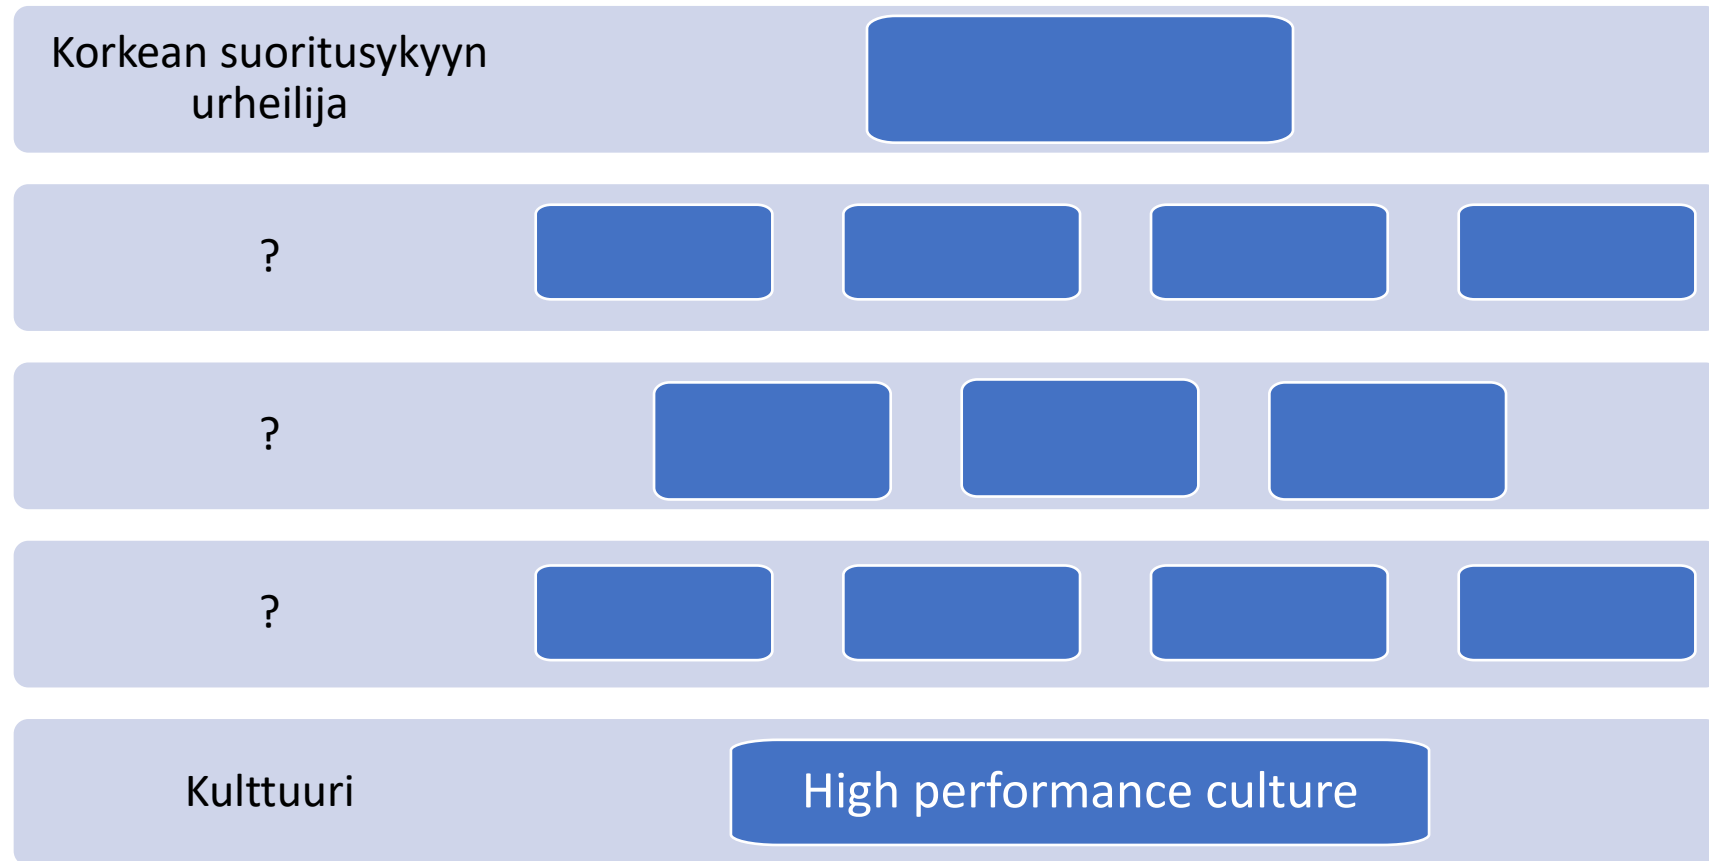 Korkean suoritusykyyn
urheilija
?
?
?
Kulttuuri
High performance culture